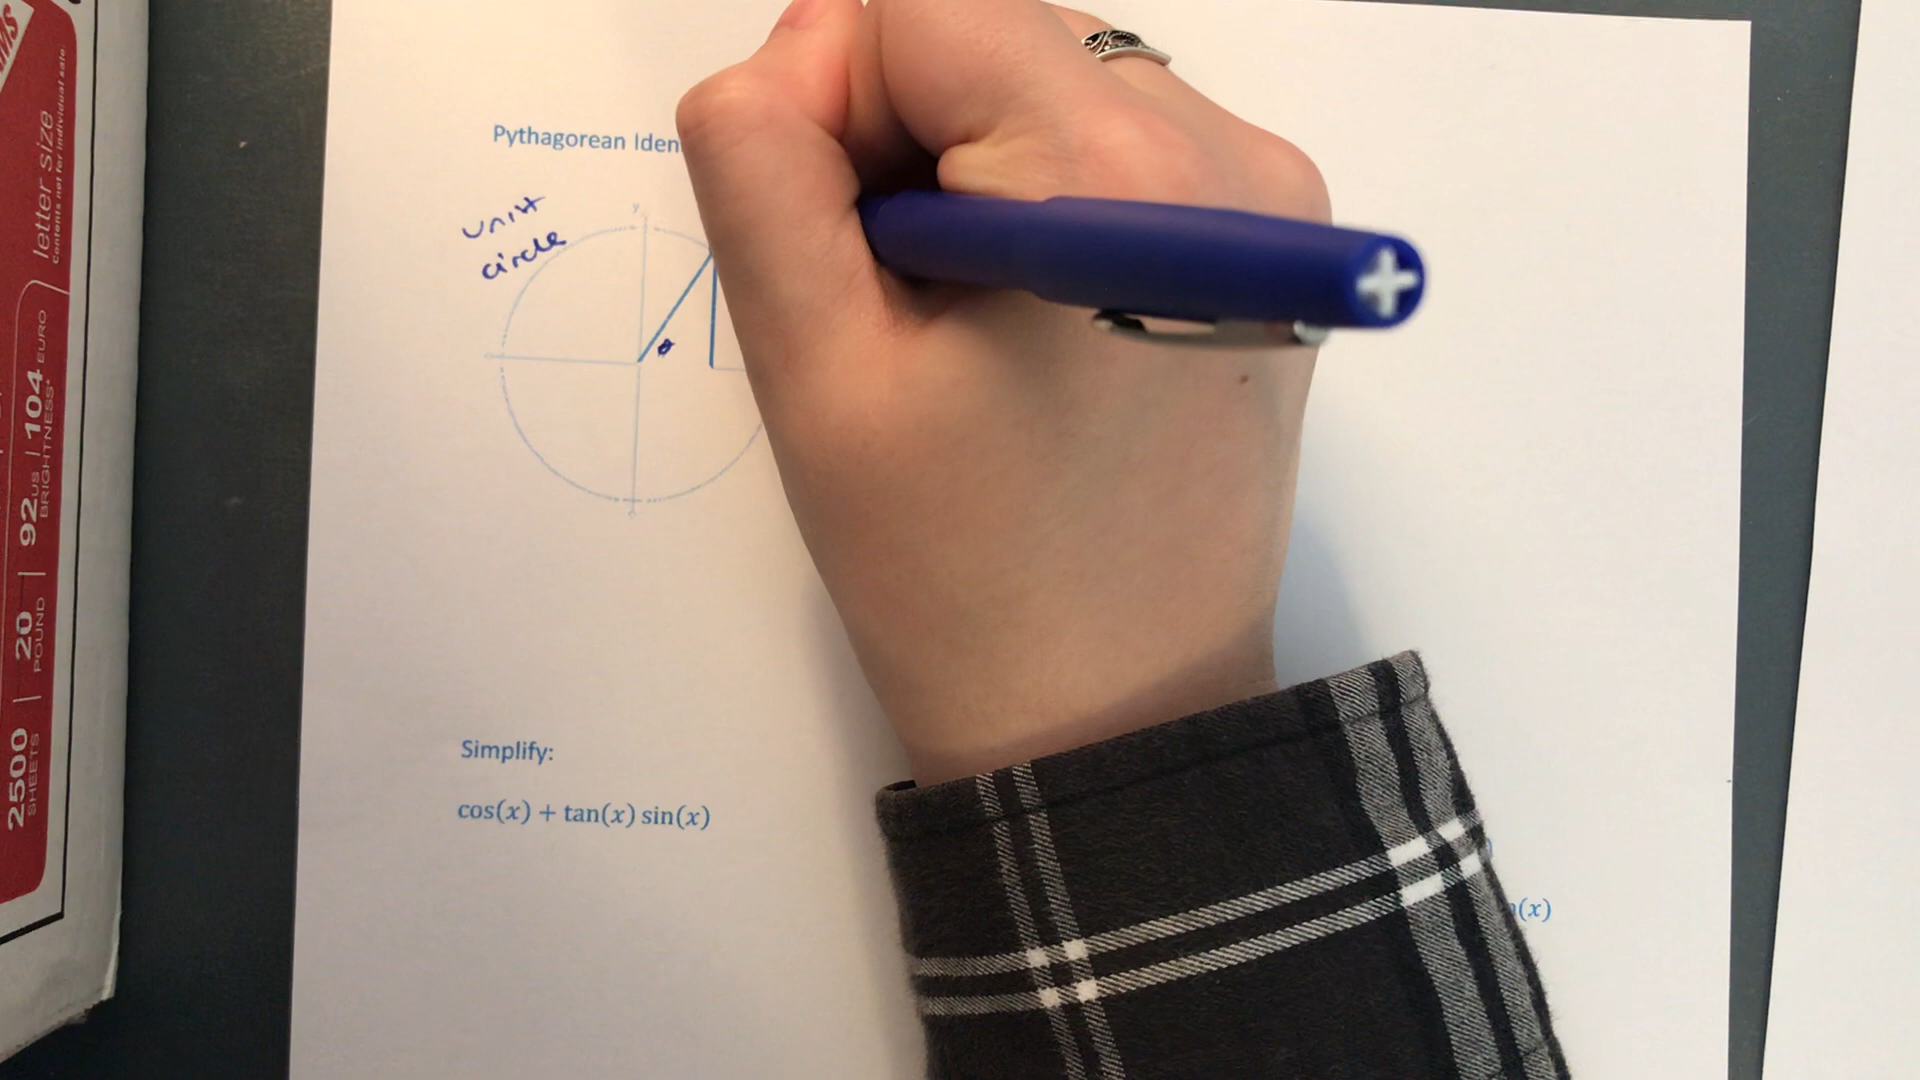 Pythagorean Iden
unit
circle
y
θ
Simplify:
cos(x) + tan(x) sin(x)
(x)
letter size
contents not for individual sale
2500 SHEETS | 20 POUND | 92 US | 104 EURO
BRIGHTNESS*